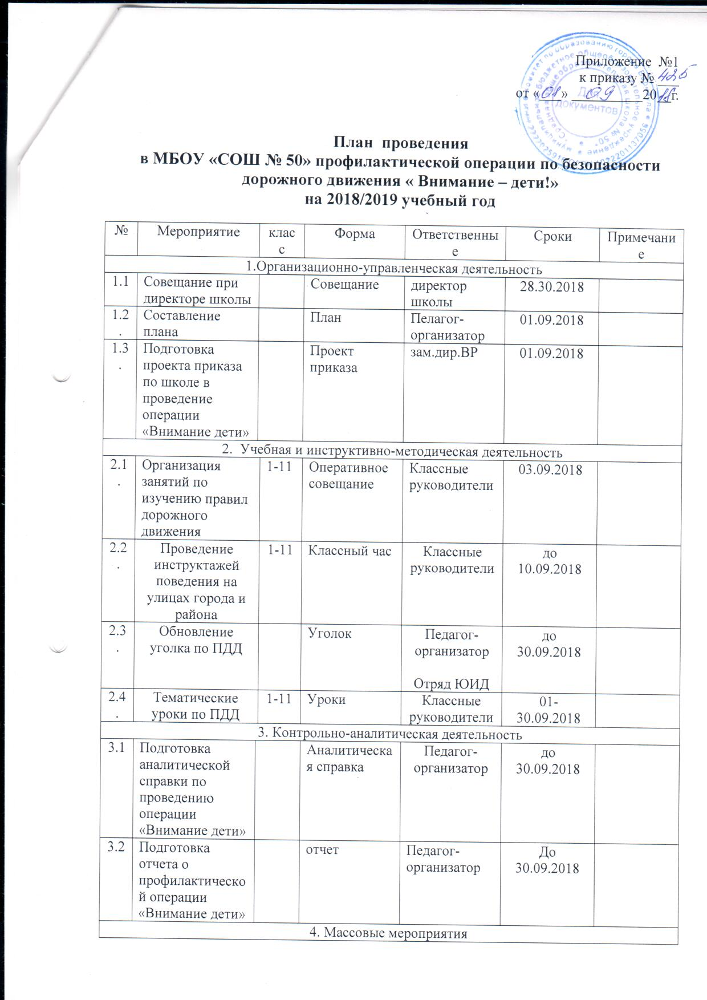 Приложение №1
к приказу № 425
от «01» 09 2018г.
Для
документов
План проведения
в МБОУ «СОШ № 50» профилактической операции по безопасности
дорожного движения « Внимание – дети!»
на 2018/2019 учебный год
№ Мероприятие клас Форма Ответственны Сроки Примечани
с е е
1.Организационно-управленческая деятельность
1.1 Совещание при Совещание директор 28.30.2018
директоре школы школы
1.2 Составление План Пелагог- 01.09.2018
. плана организатор
1.3 Подготовка Проект зам.дир.ВР 01.09.2018
. проекта приказа приказа
по школе в
проведение
операции
«Внимание дети»
2. Учебная и инструктивно-методическая деятельность
2.1 Организация 1-11 Оперативное Классные 03.09.2018
. занятий по совещание руководители
изучению правил
дорожного
движения
2.2 Проведение 1-11 Классный час Классные до
. инструктажей руководители 10.09.2018
поведения на
улицах города и
района
2.3 Обновление Уголок Педагог- до
. уголка по ПДД организатор 30.09.2018
Отряд ЮИД
2.4 Тематические 1-11 Уроки Классные 01-
. уроки по ПДД руководители 30.09.2018
3. Контрольно-аналитическая деятельность
3.1 Подготовка Аналитическа Педагог- до
аналитической я справка организатор 30.09.2018
справки по
проведению
операции
«Внимание дети»
3.2 Подготовка отчет Педагог- До
отчета о организатор 30.09.2018
профилактическо
й операции
«Внимание дети»
4. Массовые мероприятия